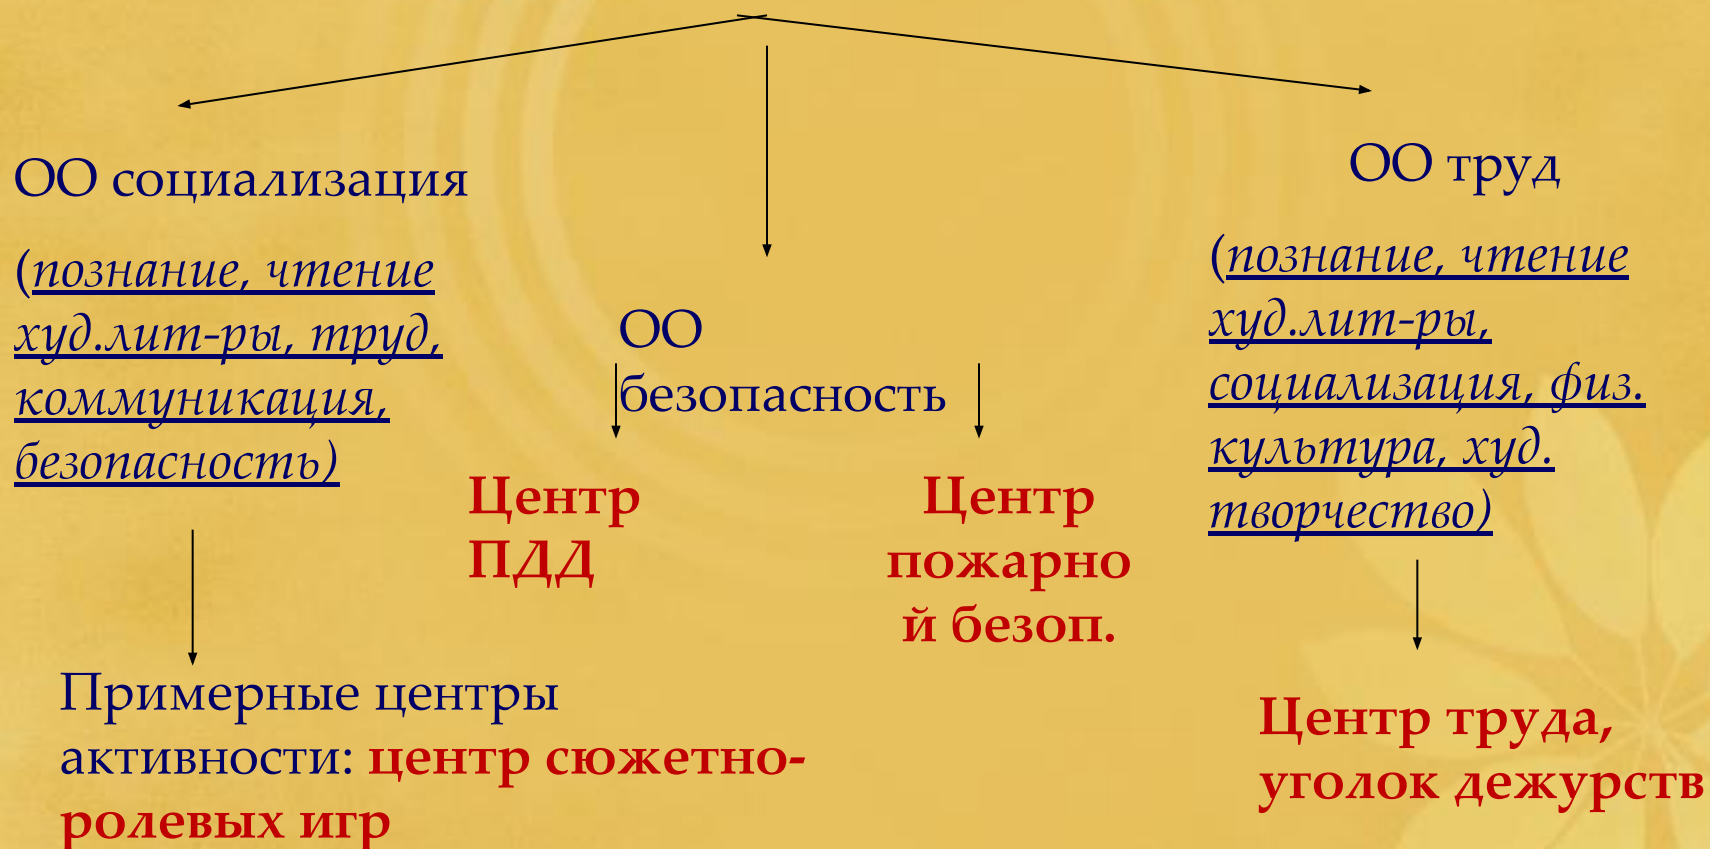 ОО социализация
(познание, чтение
худ.лит-ры, труд,
коммуникация,
безопасность)
Примерные центры
активности: центр сюжетно-
ролевых игр
ОО
безопасность
Центр
ПДД
Центр
пожарно
й безоп.
ОО труд
(познание, чтение
худ.лит-ры,
социализация, физ.
культура, худ.
творчество)
Центр труда,
уголок дежурств